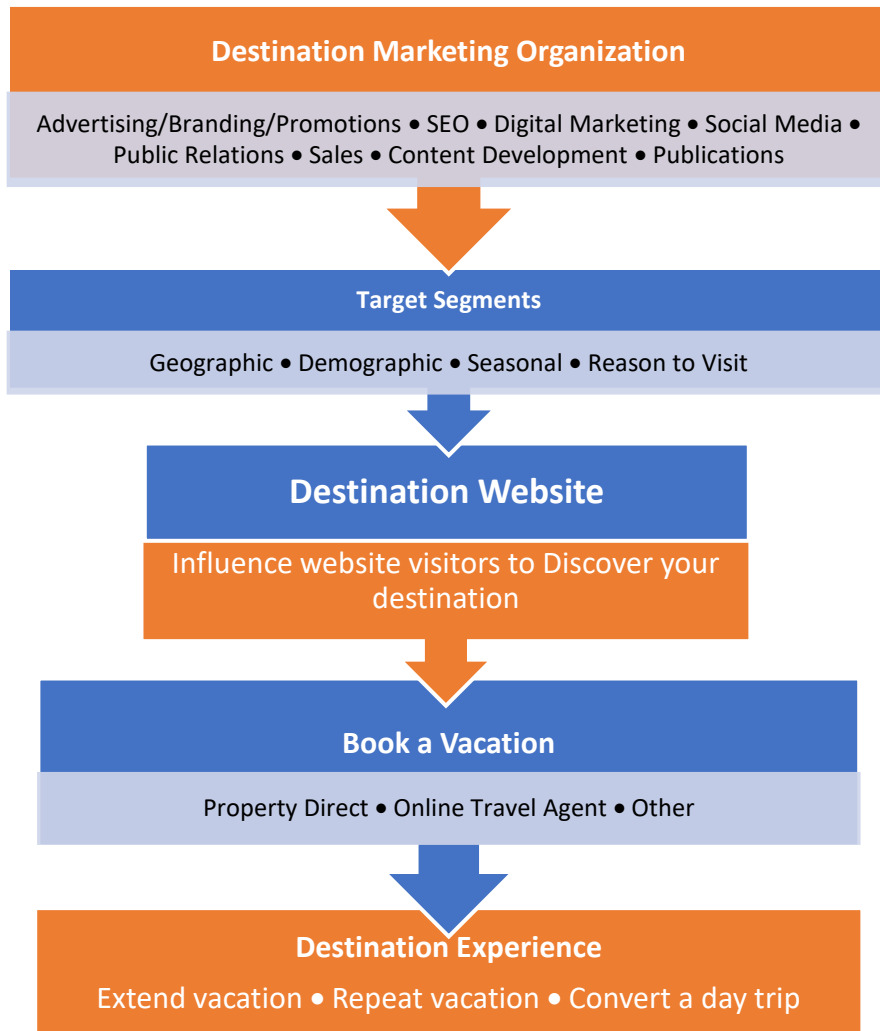 Destination Marketing Organization
Advertising/Branding/Promotions • SEO • Digital Marketing • Social Media •
Public Relations • Sales • Content Development • Publications
Target Segments
Geographic • Demographic • Seasonal • Reason to Visit
Destination Website
Influence website visitors to Discover your
destination
Book a Vacation
Property Direct • Online Travel Agent • Other
Destination Experience
Extend vacation • Repeat vacation • Convert a day trip